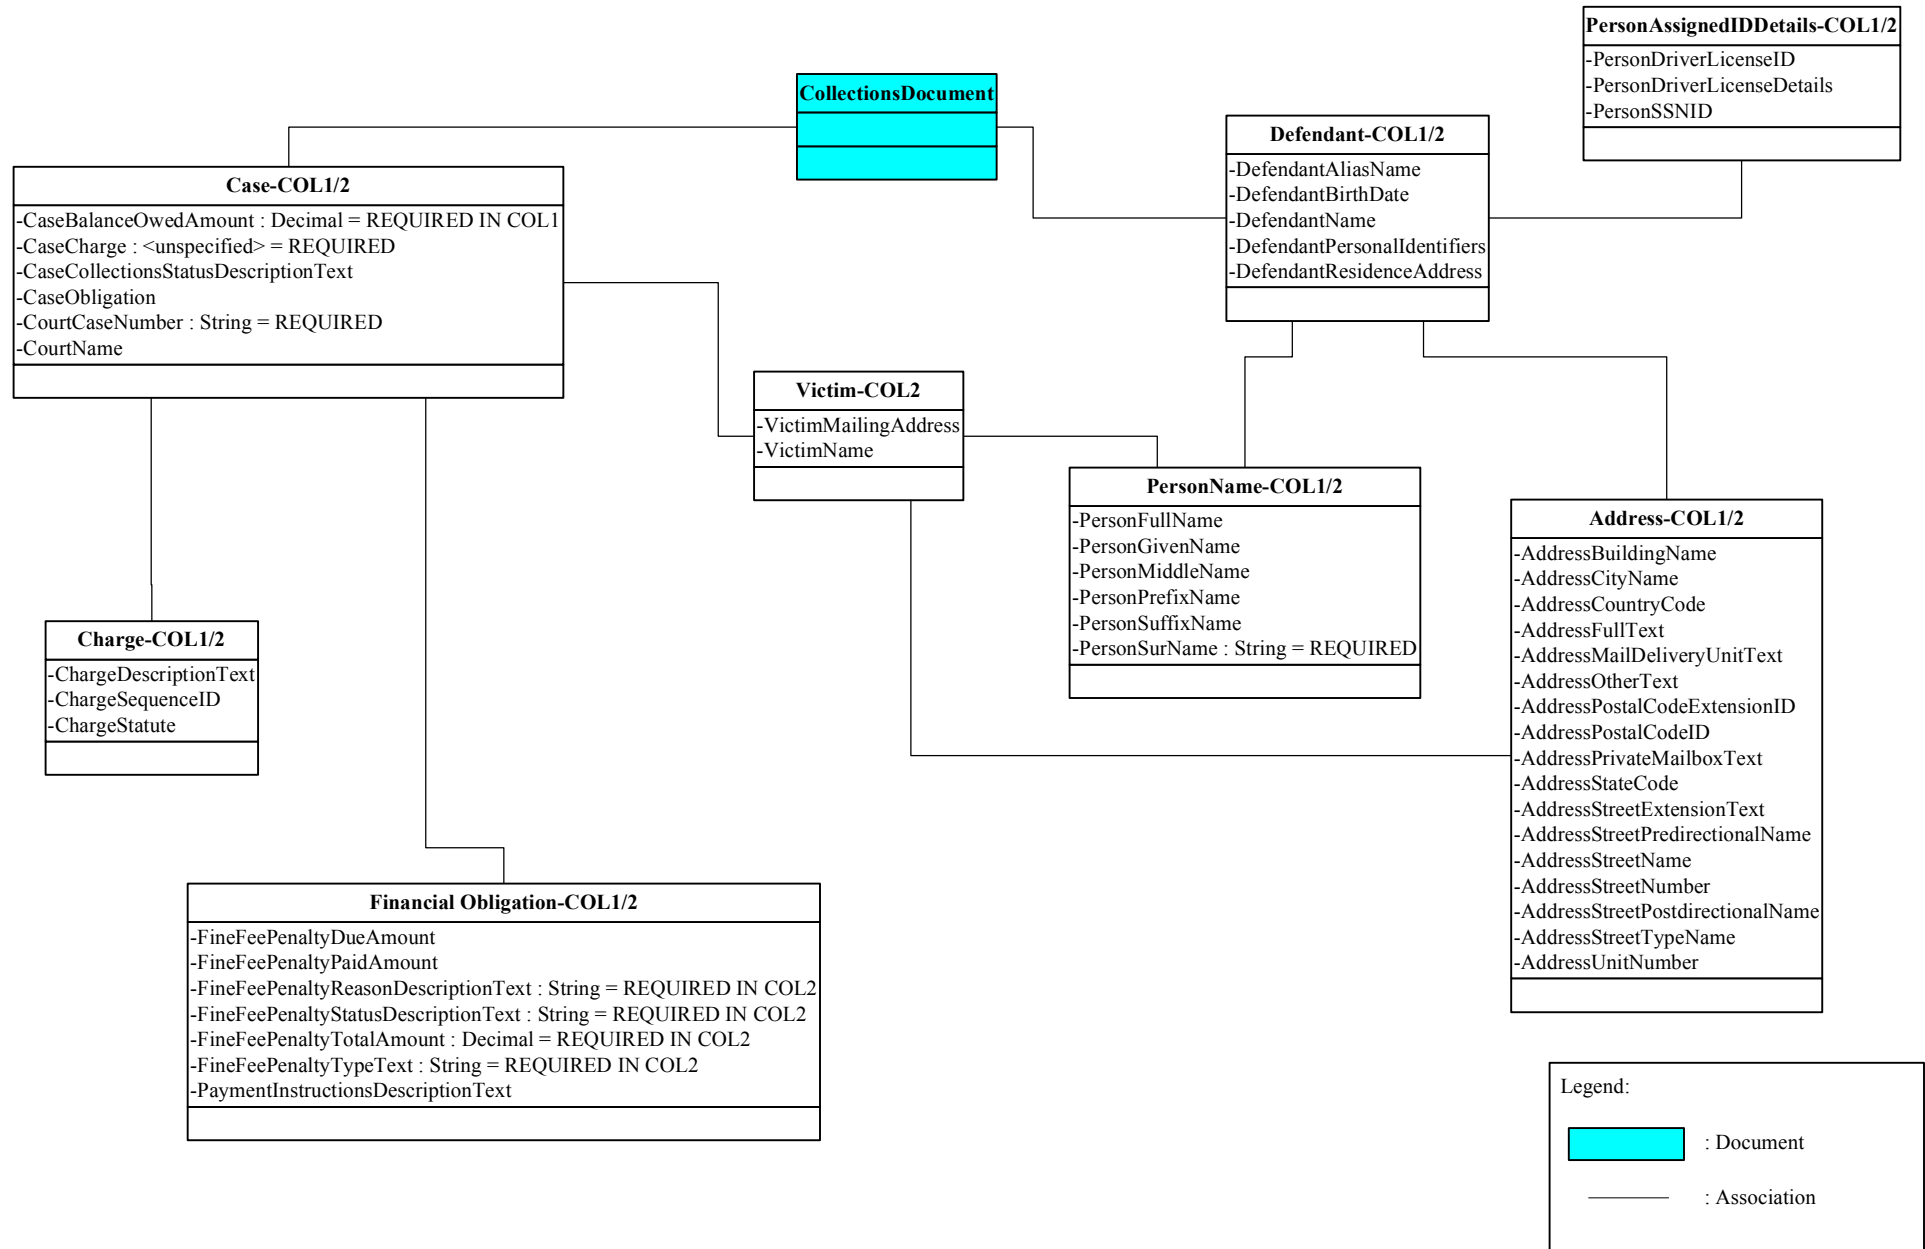 PersonAssignedIDDetails-COL1/2
-PersonDriverLicenseID
-PersonDriverLicenseDetails
-PersonSSNID
CollectionsDocument
Defendant-COL1/2
-DefendantAliasName
-DefendantBirthDate
-DefendantName
-DefendantPersonalIdentifiers
-DefendantResidenceAddress
Case-COL1/2
-CaseBalanceOwedAmount : Decimal = REQUIRED IN COL1
-CaseCharge : <unspecified> = REQUIRED
-CaseCollectionsStatusDescriptionText
-CaseObligation
-CourtCaseNumber : String = REQUIRED
-CourtName
Victim-COL2
-VictimMailingAddress
-VictimName
PersonName-COL1/2
-PersonFullName
-PersonGivenName
-PersonMiddleName
-PersonPrefixName
-PersonSuffixName
-PersonSurName : String = REQUIRED
Address-COL1/2
-AddressBuildingName
-AddressCityName
-AddressCountryCode
-AddressFullText
-AddressMailDeliveryUnitText
-AddressOtherText
-AddressPostalCodeExtensionID
-AddressPostalCodeID
-AddressPrivateMailboxText
-AddressStateCode
-AddressStreetExtensionText
-AddressStreetPredirectionalName
-AddressStreetName
-AddressStreetNumber
-AddressStreetPostdirectionalName
-AddressStreetTypeName
-AddressUnitNumber
Charge-COL1/2
-ChargeDescriptionText
-ChargeSequenceID
-ChargeStatute
Financial Obligation-COL1/2
-FineFeePenaltyDueAmount
-FineFeePenaltyPaidAmount
-FineFeePenaltyReasonDescriptionText : String = REQUIRED IN COL2
-FineFeePenaltyStatusDescriptionText : String = REQUIRED IN COL2
-FineFeePenaltyTotalAmount : Decimal = REQUIRED IN COL2
-FineFeePenaltyTypeText : String = REQUIRED IN COL2
-PaymentInstructionsDescriptionText
Legend:
: Document
: Association